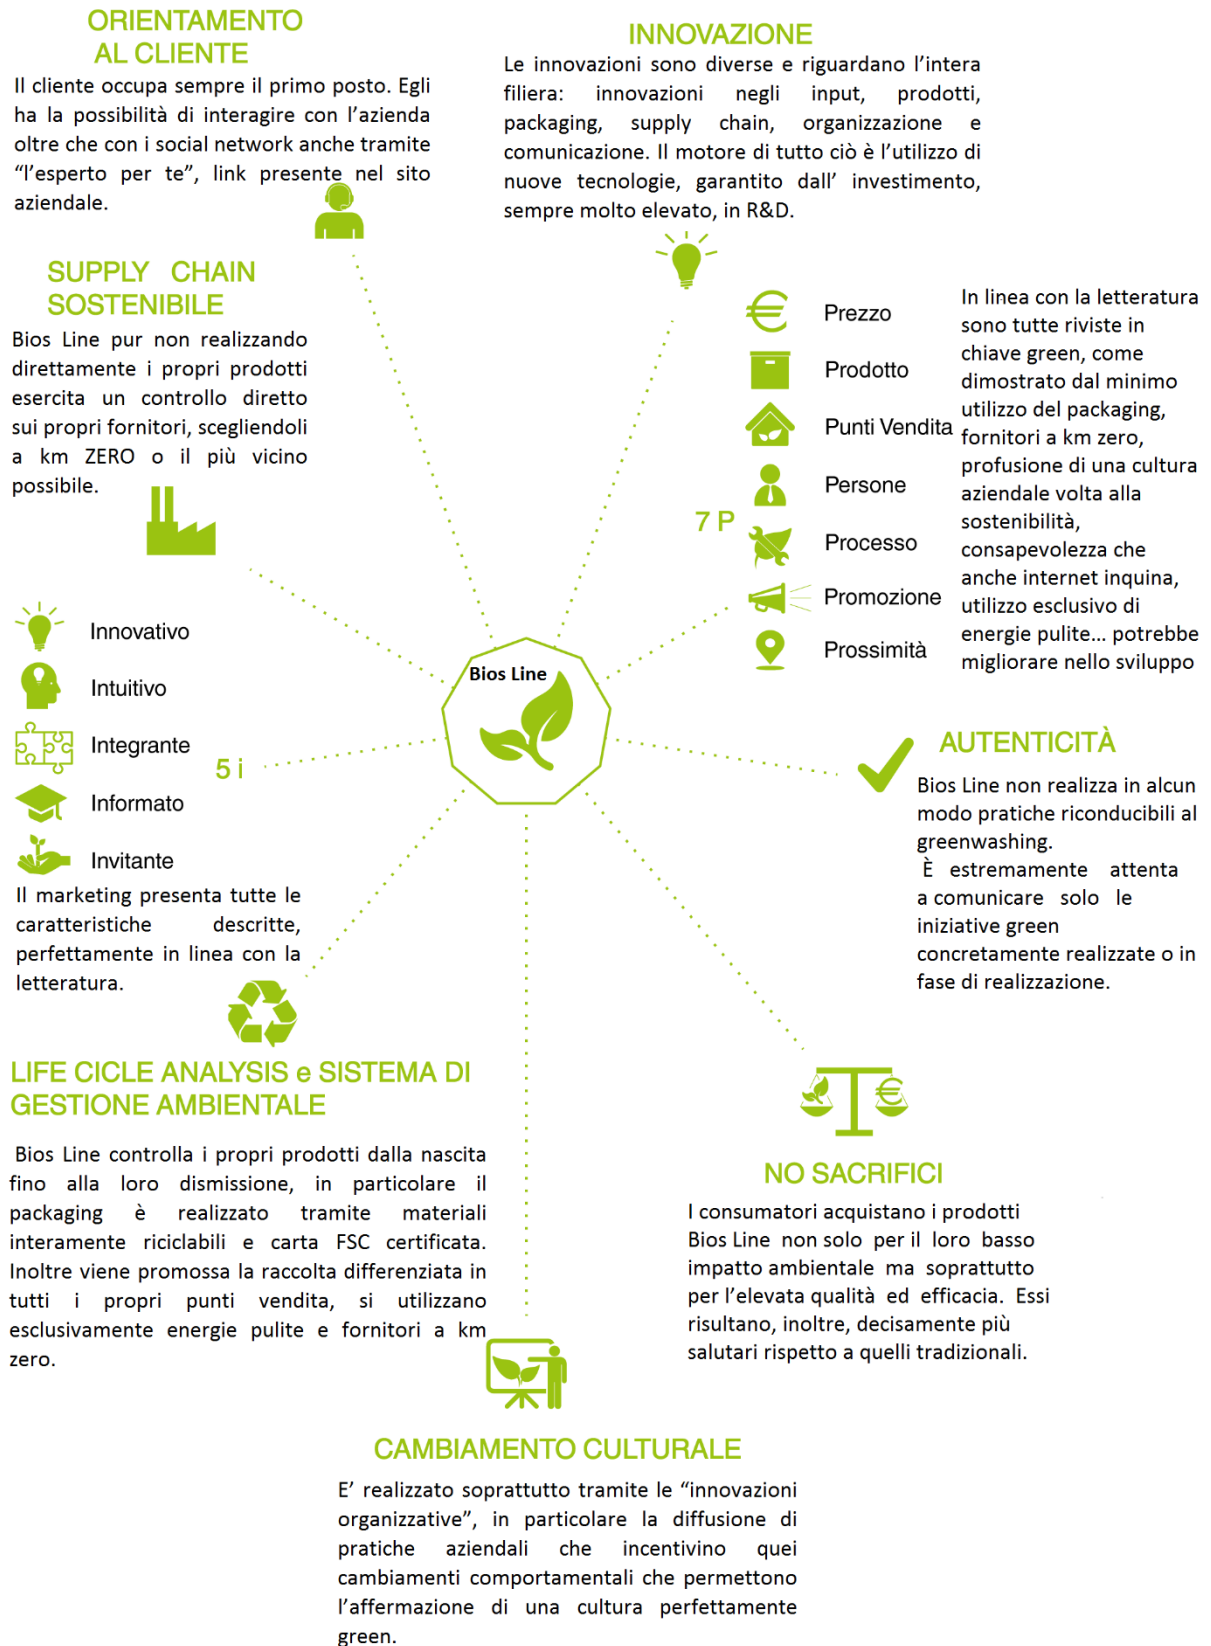 ORIENTAMENTO
AL CLIENTE
Il cliente occupa sempre il primo posto. Egli
ha la possibilità di interagire con l’azienda
oltre che con i social network anche tramite
“l’esperto per te”, link presente nel sito
aziendale.
INNOVAZIONE
Le innovazioni sono diverse e riguardano l’intera
filiera: innovazioni negli input, prodotti,
packaging, supply chain, organizzazione e
comunicazione. Il motore di tutto ciò è l’utilizzo di
nuove tecnologie, garantito dall’ investimento,
sempre molto elevato, in R&D.
SUPPLY CHAIN
SOSTENIBILE
Bios Line pur non realizzando
direttamente i propri prodotti
esercita un controllo diretto
sui propri fornitori, scegliendoli
a km ZERO o il più vicino
possibile.
7 P
Prezzo
Prodotto
Punti Vendita
Persone
Processo
Promozione
Prossimità
In linea con la letteratura
sono tutte riviste in
chiave green, come
dimostrato dal minimo
utilizzo del packaging,
fornitori a km zero,
profusione di una cultura
aziendale volta alla
sostenibilità,
consapevolezza che
anche internet inquina,
utilizzo esclusivo di
energie pulite... potrebbe
migliorare nello sviluppo
Bios Line
Innovativo
Intuitivo
Integrante
5 i
Informato
Invitante
Il marketing presenta tutte le
caratteristiche descritte,
perfettamente in linea con la
letteratura.
AUTENTICITÀ
Bios Line non realizza in alcun
modo pratiche riconducibili al
greenwashing.
È estremamente attenta
a comunicare solo le
iniziative green
concretamente realizzate o in
fase di realizzazione.
LIFE CICLE ANALYSIS e SISTEMA DI
GESTIONE AMBIENTALE
Bios Line controlla i propri prodotti dalla nascita
fino alla loro dismissione, in particolare il
packaging è realizzato tramite materiali
interamente riciclabili e carta FSC certificata.
Inoltre viene promossa la raccolta differenziata in
tutti i propri punti vendita, si utilizzano
esclusivamente energie pulite e fornitori a km
zero.
NO SACRIFICI
I consumatori acquistano i prodotti
Bios Line non solo per il loro basso
impatto ambientale ma soprattutto
per l’elevata qualità ed efficacia. Essi
risultano, inoltre, decisamente più
salutari rispetto a quelli tradizionali.
CAMBIAMENTO CULTURALE
E’ realizzato soprattutto tramite le “innovazioni
organizzative”, in particolare la diffusione di
pratiche aziendali che incentivino quei
cambiamenti comportamentali che permettono
l’affermazione di una cultura perfettamente
green.